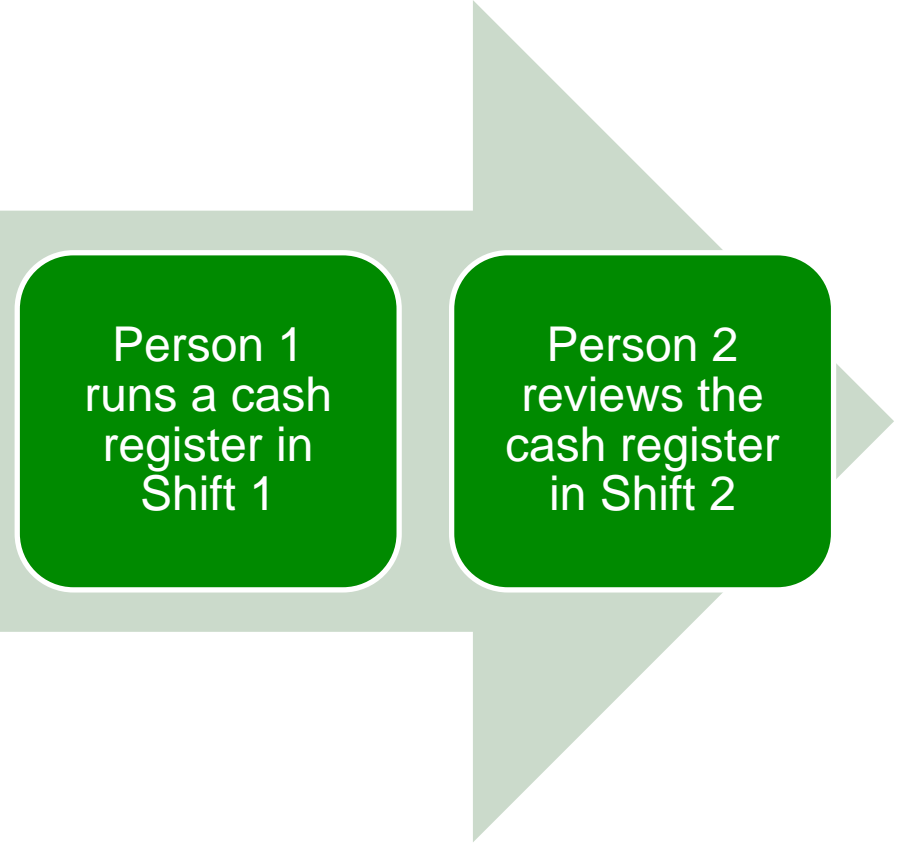 Person 1
runs a cash
register in
Shift 1
Person 2
reviews the
cash register
in Shift 2